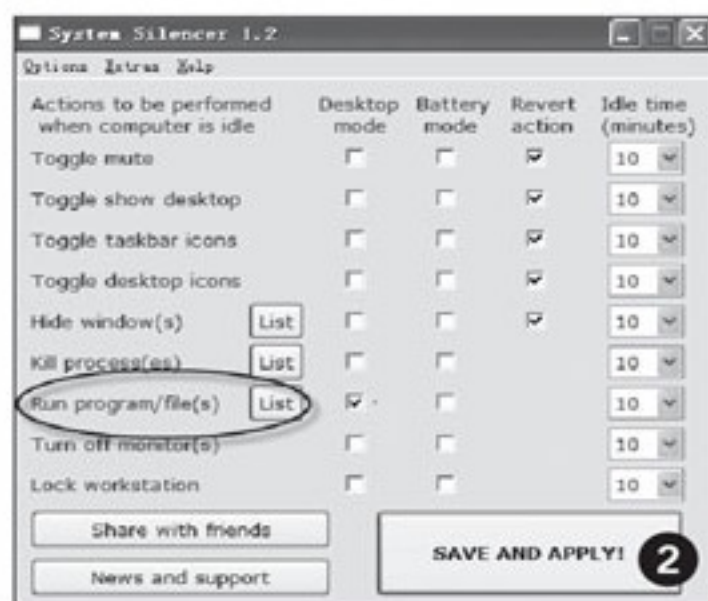 System Silencer 1.2
Options Extras Help
Actions to be performed when computer is idle Desktop mode Battery mode Revert action Idle time (minutes)
Toggle mute 10
Toggle show desktop 10
Toggle taskbar icons 10
Toggle desktop icons 10
Hide window(s) List 10
Kill process(es) List 10
Run program/file(s) List 10
Turn off monitor(s) 10
Lock workstation 10
Share with friends
News and support
SAVE AND APPLY!
2